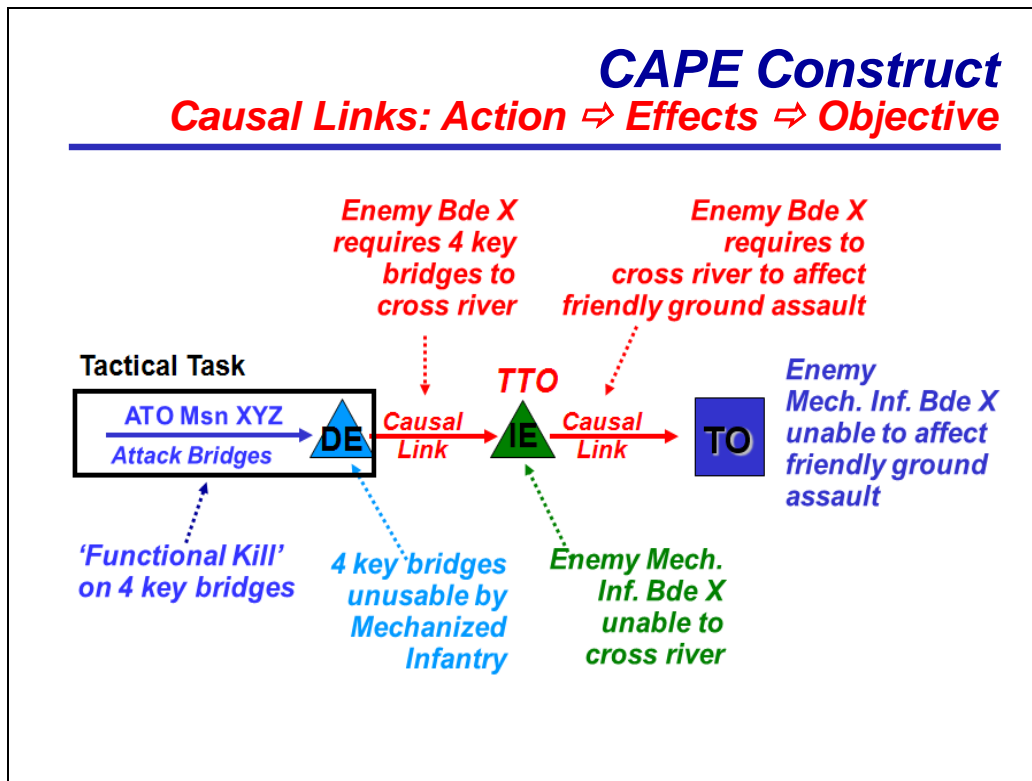 CAPE Construct
Causal Links: Action ⇨ Effects ⇨ Objective
Enemy Bde X
requires 4 key
bridges to
cross river
Enemy Bde X
requires to
cross river to affect
friendly ground assault
Tactical Task
ATO Msn XYZ
Attack Bridges
DE
Causal
Link
TTO
IE
Causal
Link
TO
Enemy
Mech. Inf. Bde X
unable to affect
friendly ground
assault
‘Functional Kill’
on 4 key bridges
4 key bridges
unusable by
Mechanized
Infantry
Enemy Mech.
Inf. Bde X
unable to
cross river